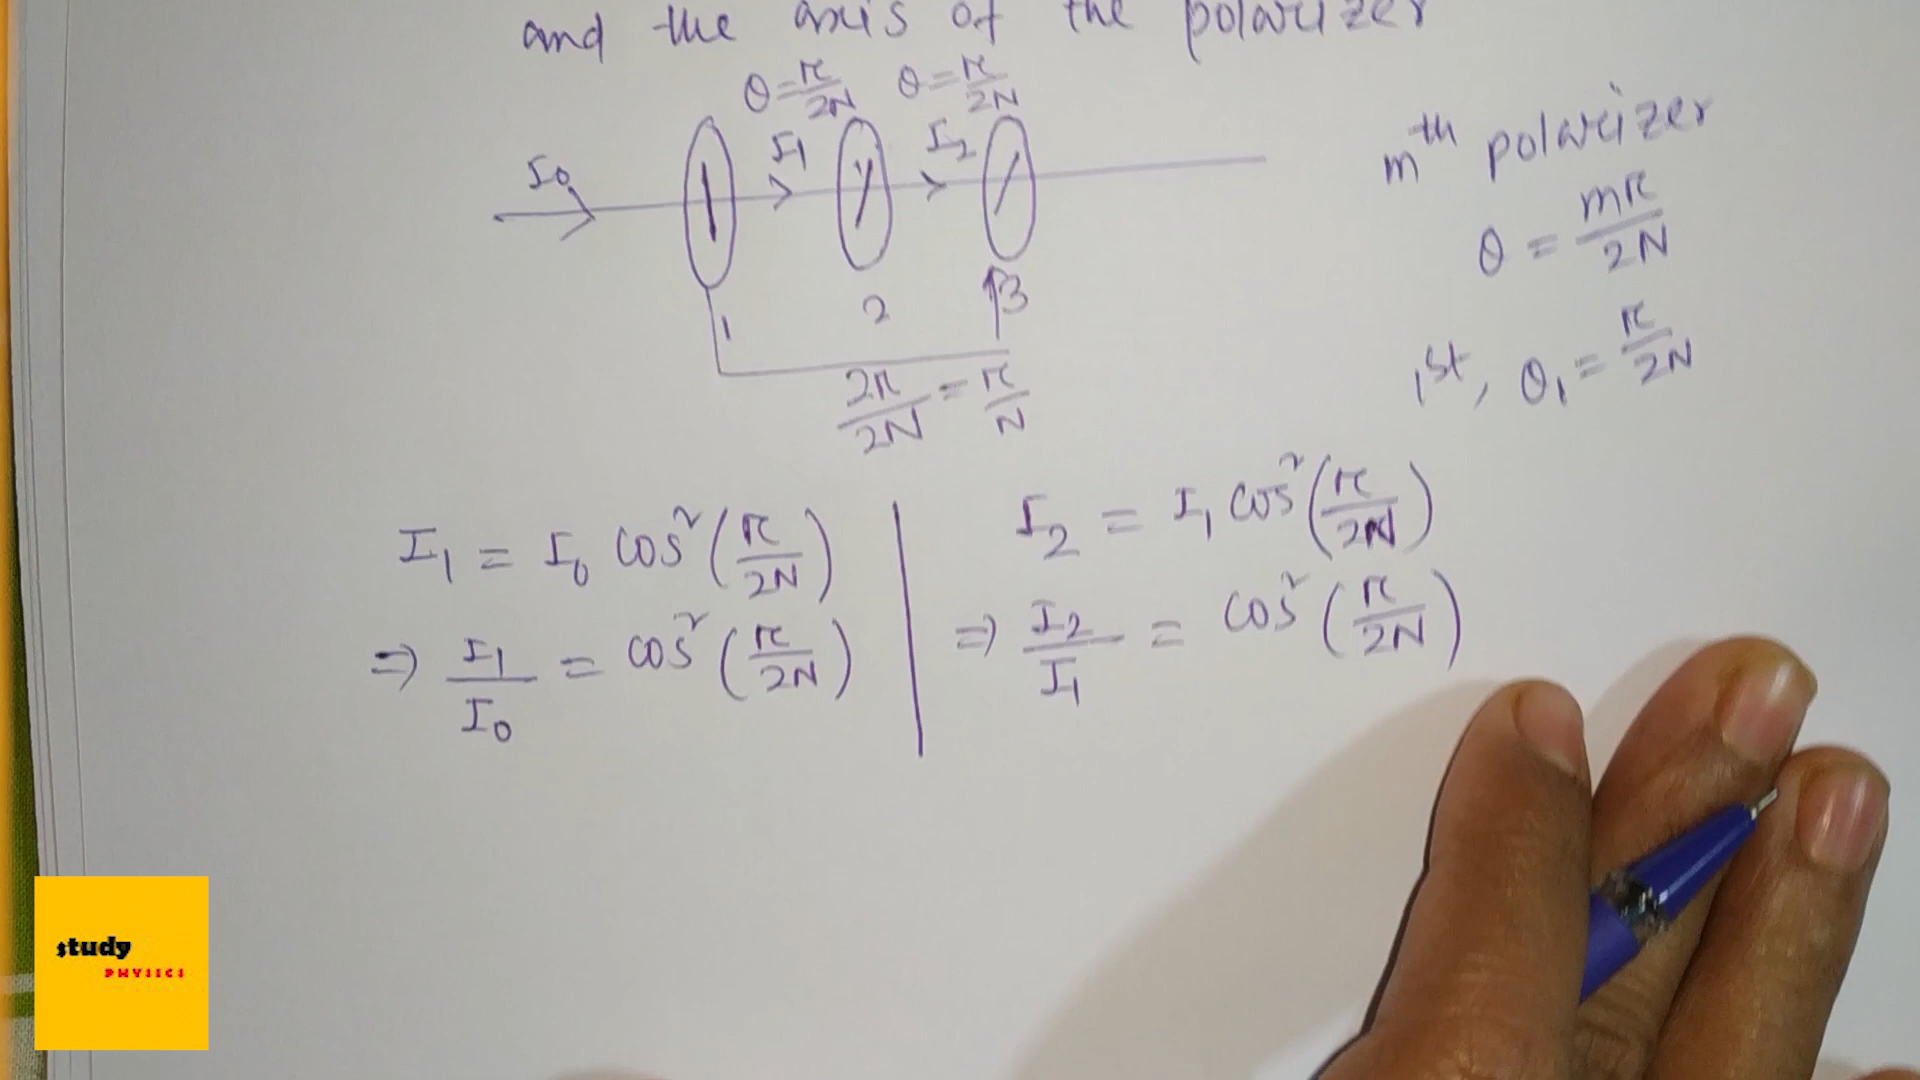 and the axis of the polarizer
θ = π/2N θ = π/2N
I₀ I₁ I₂
1 2 3
2π/2N = π/N
mᵗʰ polarizer
θ = mπ/2N
1st, θ₁ = π/2N
I₁ = I₀ cos² (π/2N)
⇒ I₁/I₀ = cos² (π/2N)
I₂ = I₁ cos² (π/2N)
⇒ I₂/I₁ = cos² (π/2N)
study
PHYSICS